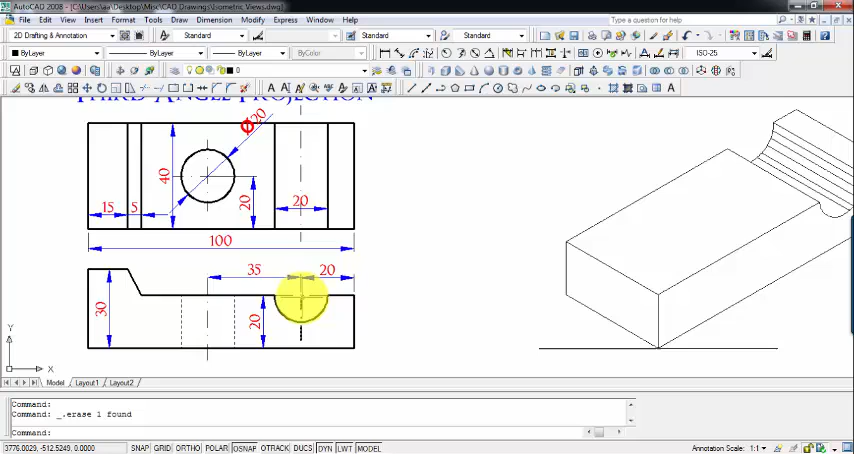 AutoCAD 2008 - [C:\Users\aa\Desktop\Misc\CAD Drawings\Isometric Views.dwg]
File Edit View Insert Format Tools Draw Dimension Modify Express Window Help
Type a question for help
2D Drafting & Annotation
Standard
Standard
Standard
ByLayer
ByLayer
ByLayer
ByColor
ISO-25
0
THIRD ANGLE PROJECTION
Ø20
40
15
5
20
20
100
35
20
30
20
Y
X
Model Layout1 Layout2
Command:
Command: _.erase 1 found
Command:
3776.0029, -512.5249, 0.0000
SNAP GRID ORTHO POLAR OSNAP OTRACK DUCS DYN LWT MODEL
Annotation Scale: 1:1